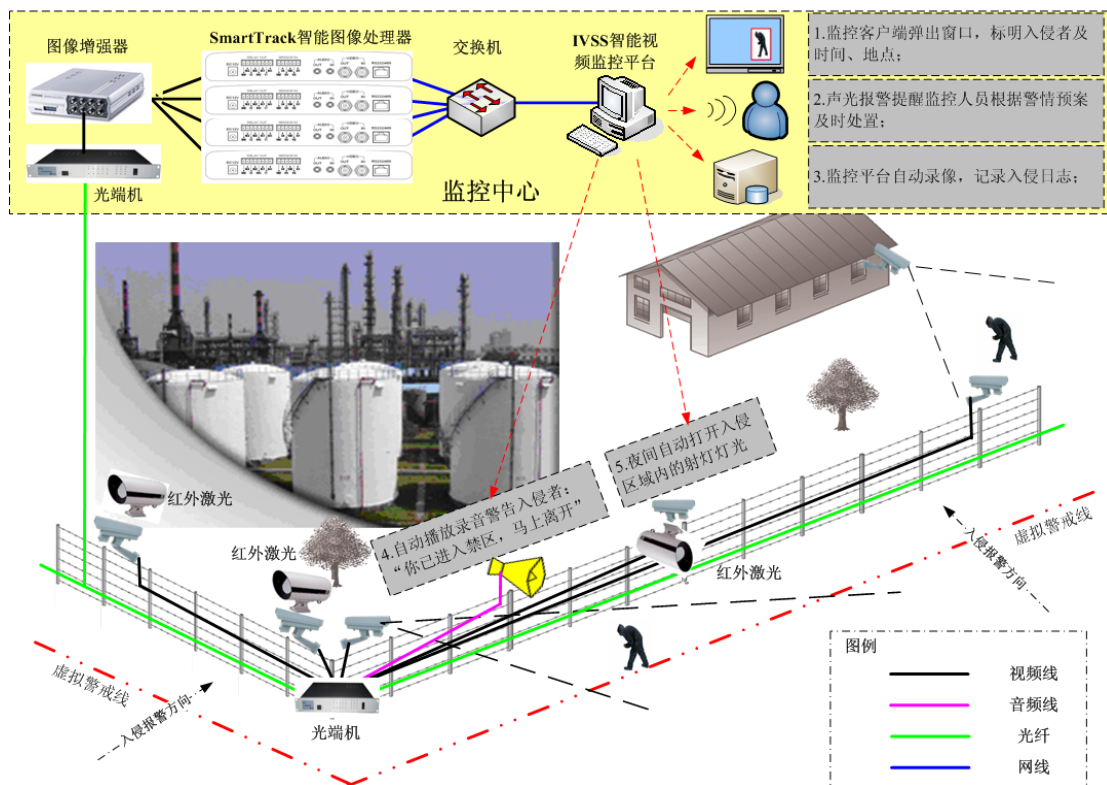 图像增强器
SmartTrack智能图像处理器
交换机
IVSS智能视
频监控平台
光端机
监控中心
1.监控客户端弹出窗口，标明入侵者及
时间、地点；
2.声光报警提醒监控人员根据警情预案
及时处置；
3.监控平台自动录像，记录入侵日志；
5.夜间自动打开入侵
区域内的射灯灯光
4.自动播放录音警告入侵者：
“你已进入禁区，马上离开”
红外激光
红外激光
红外激光
虚拟警戒线
入侵报警方向
虚拟警戒线
入侵报警方向
光端机
图例
视频线
音频线
光纤
网线